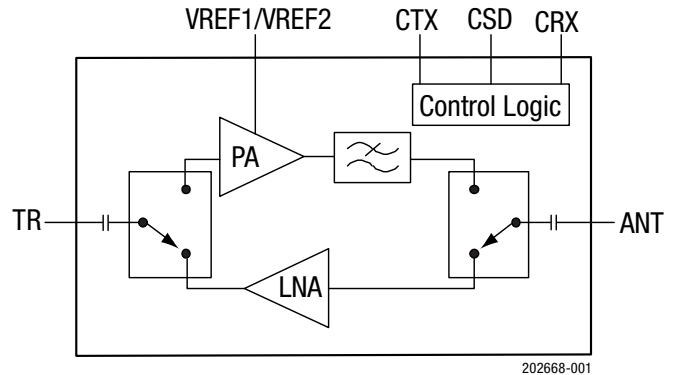 VREF1/VREF2
CTX
CSD
CRX
Control Logic
PA
TR
ANT
LNA
202668-001